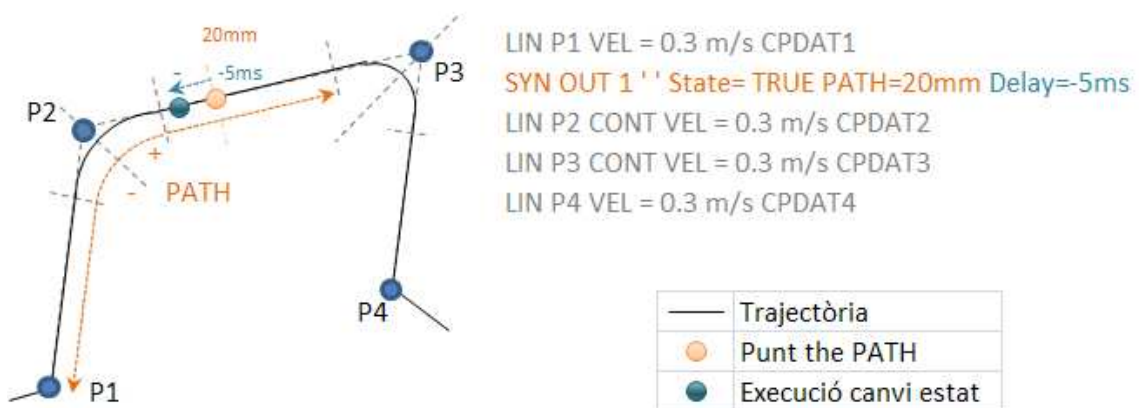 20mm
-
-5ms
P3
P2
+
-
PATH
P4
P1
LIN P1 VEL = 0.3 m/s CPDAT1
SYN OUT 1 ' ' State= TRUE PATH=20mm Delay=-5ms
LIN P2 CONT VEL = 0.3 m/s CPDAT2
LIN P3 CONT VEL = 0.3 m/s CPDAT3
LIN P4 VEL = 0.3 m/s CPDAT4
Trajectòria
Punt the PATH
Execució canvi estat